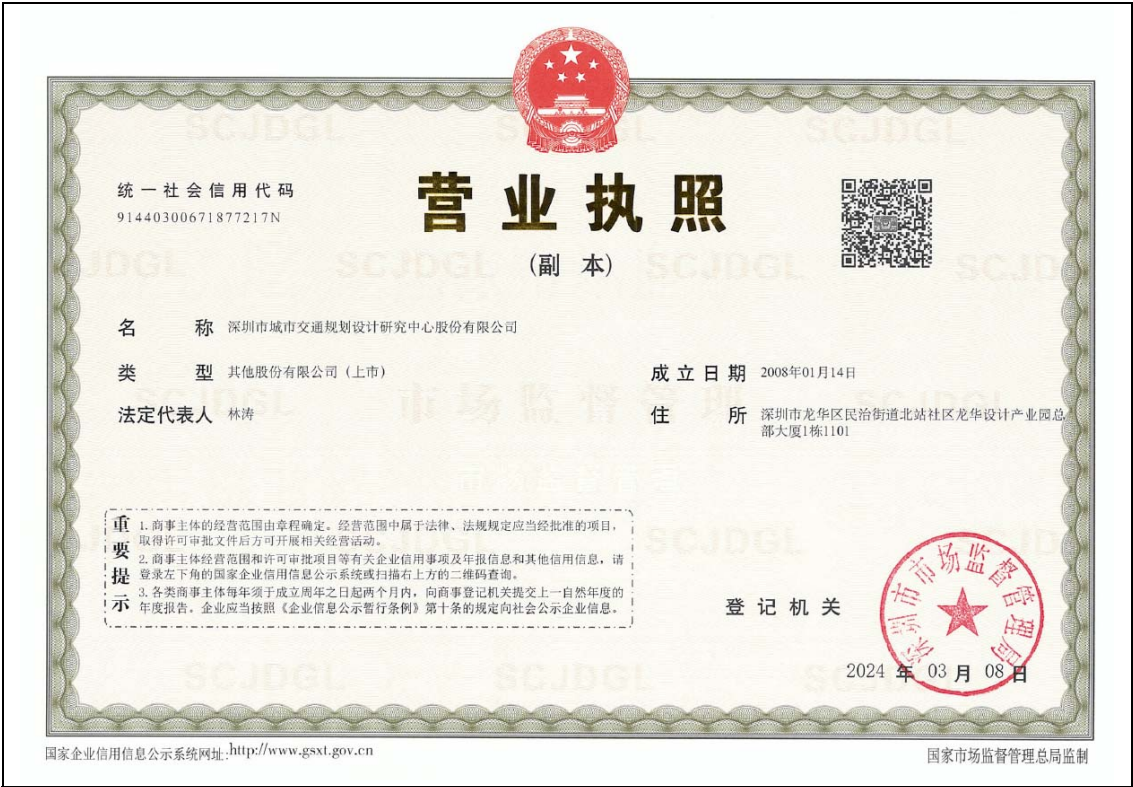 统一社会信用代码
91440300671877217N
营业执照
(副 本)
名 称 深圳市城市交通规划设计研究中心股份有限公司
类 型 其他股份有限公司（上市）
法定代表人 林涛
成立日期 2008年01月14日
住 所 深圳市龙华区民治街道北站社区龙华设计产业园总
部大厦1栋1101
重要提示
1. 商事主体的经营范围由章程确定。经营范围中属于法律、法规规定应当经批准的项目，
取得许可审批文件后方可开展相关经营活动。
2. 商事主体经营范围和许可审批项目等有关企业信用事项及年报信息和其他信用信息，请
登录左下角的国家企业信用信息公示系统或扫描右上方的二维码查询。
3. 各类商事主体每年须于成立周年之日起两个月内，向商事登记机关提交上一自然年度的
年度报告。企业应当按照《企业信息公示暂行条例》第十条的规定向社会公示企业信息。
登记机关
深圳市市场监督管理局
2024 年 03 月 08 日
国家企业信用信息公示系统网址:http://www.gsxt.gov.cn
国家市场监督管理总局监制
SCJDGL
市场监督管理